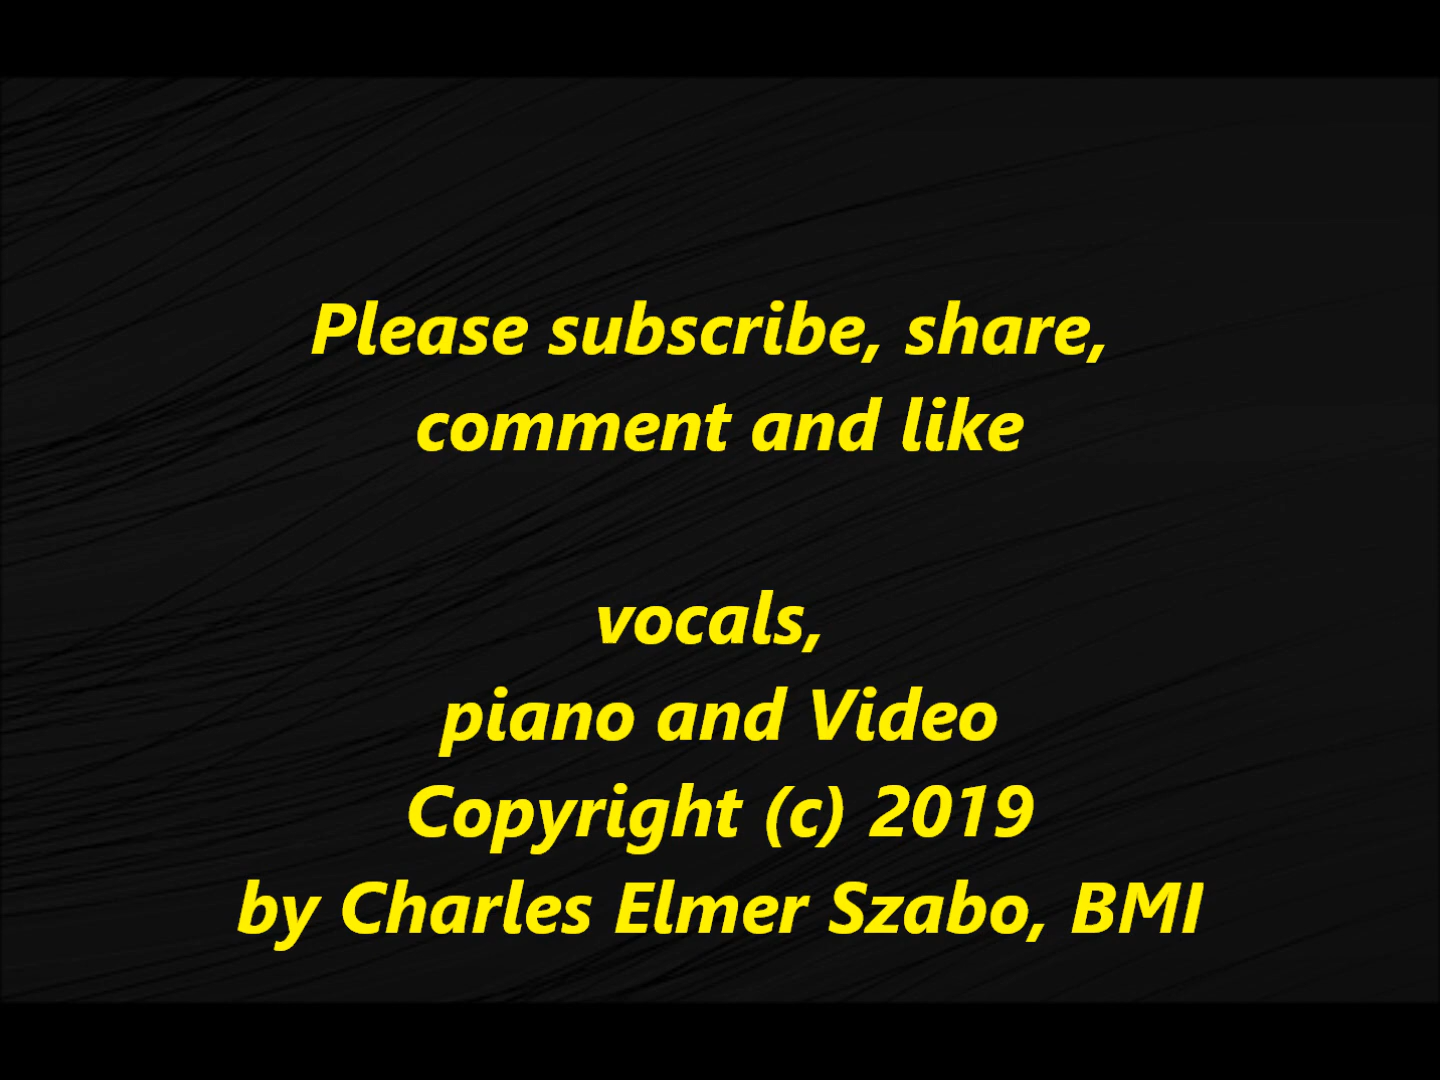 Please subscribe, share,
comment and like
vocals,
piano and Video
Copyright (c) 2019
by Charles Elmer Szabo, BMI